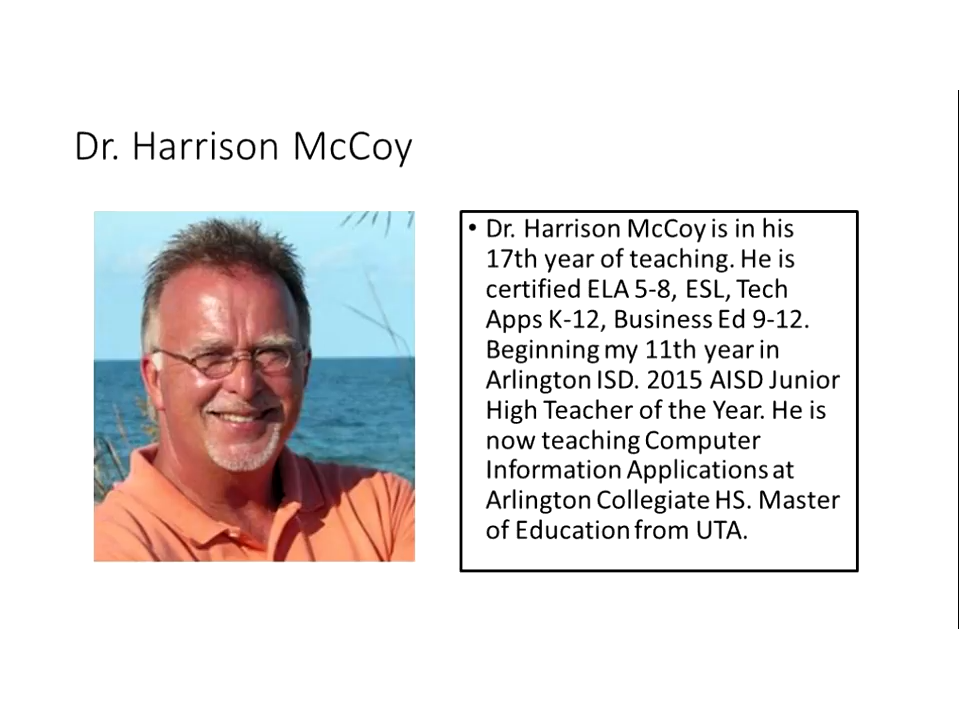 Dr. Harrison McCoy
• Dr. Harrison McCoy is in his
17th year of teaching. He is
certified ELA 5-8, ESL, Tech
Apps K-12, Business Ed 9-12.
Beginning my 11th year in
Arlington ISD. 2015 AISD Junior
High Teacher of the Year. He is
now teaching Computer
Information Applications at
Arlington Collegiate HS. Master
of Education from UTA.